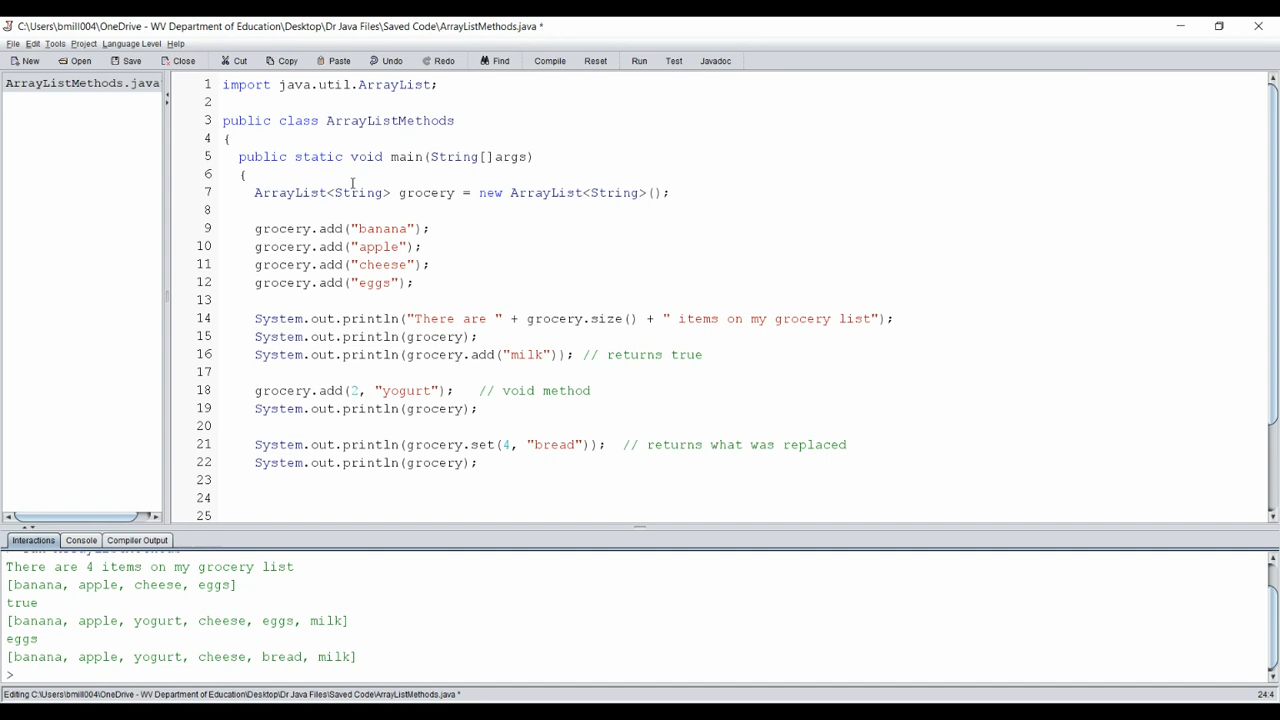 C:\Users\bmill004\OneDrive - WV Department of Education\Desktop\Dr Java Files\Saved Code\ArrayListMethods.java *
File Edit Tools Project Language Level Help
New Open Save Close Cut Copy Paste Undo Redo Find Compile Reset Run Test Javadoc
ArrayListMethods.java
1 import java.util.ArrayList;
2
3 public class ArrayListMethods
4 {
5 public static void main(String[]args)
6 {
7 ArrayList<String> grocery = new ArrayList<String>();
8
9 grocery.add("banana");
10 grocery.add("apple");
11 grocery.add("cheese");
12 grocery.add("eggs");
13
14 System.out.println("There are " + grocery.size() + " items on my grocery list");
15 System.out.println(grocery);
16 System.out.println(grocery.add("milk")); // returns true
17
18 grocery.add(2, "yogurt"); // void method
19 System.out.println(grocery);
20
21 System.out.println(grocery.set(4, "bread")); // returns what was replaced
22 System.out.println(grocery);
23
24
25
Interactions Console Compiler Output
There are 4 items on my grocery list
[banana, apple, cheese, eggs]
true
[banana, apple, yogurt, cheese, eggs, milk]
eggs
[banana, apple, yogurt, cheese, bread, milk]
>
Editing C:\Users\bmill004\OneDrive - WV Department of Education\Desktop\Dr Java Files\Saved Code\ArrayListMethods.java * 24:4